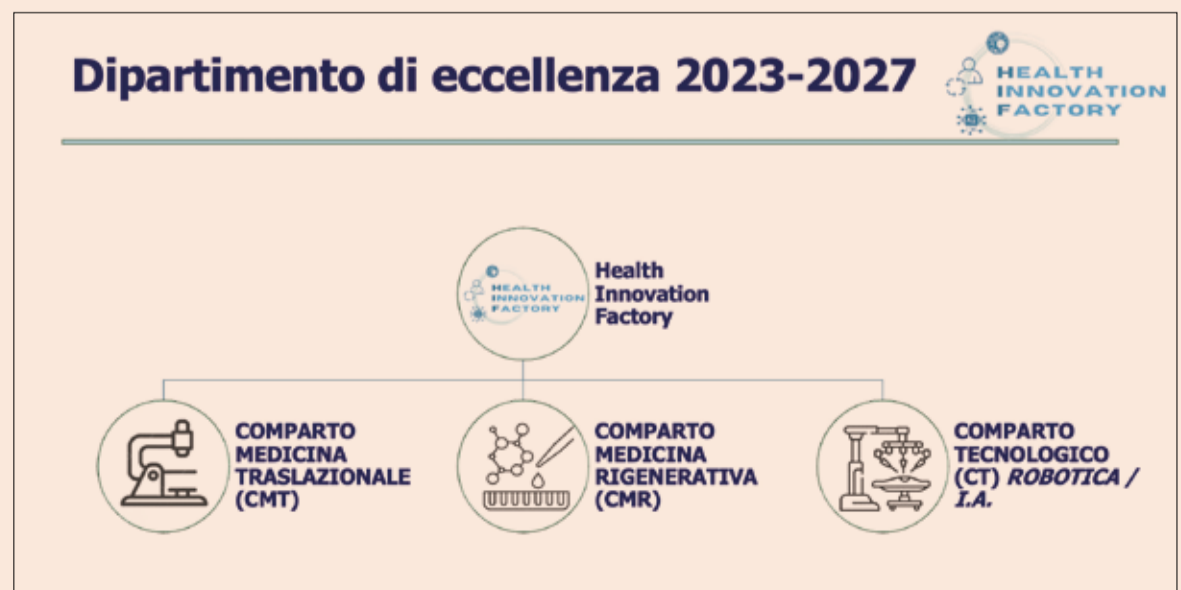 Dipartimento di eccellenza 2023-2027
HEALTH
INNOVATION
FACTORY
HEALTH
INNOVATION
FACTORY
Health
Innovation
Factory
COMPARTO
MEDICINA
TRASLAZIONALE
(CMT)
COMPARTO
MEDICINA
RIGENERATIVA
(CMR)
COMPARTO
TECNOLOGICO
(CT) ROBOTICA /
I.A.